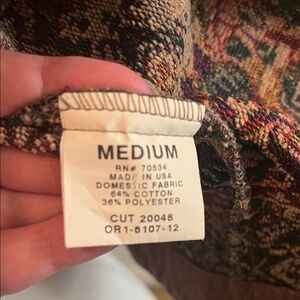 MEDIUM
RN# 70534
MADE IN USA
DOMESTIC FABRIC
64% COTTON
36% POLYESTER
CUT 20048
OR1-6107-12